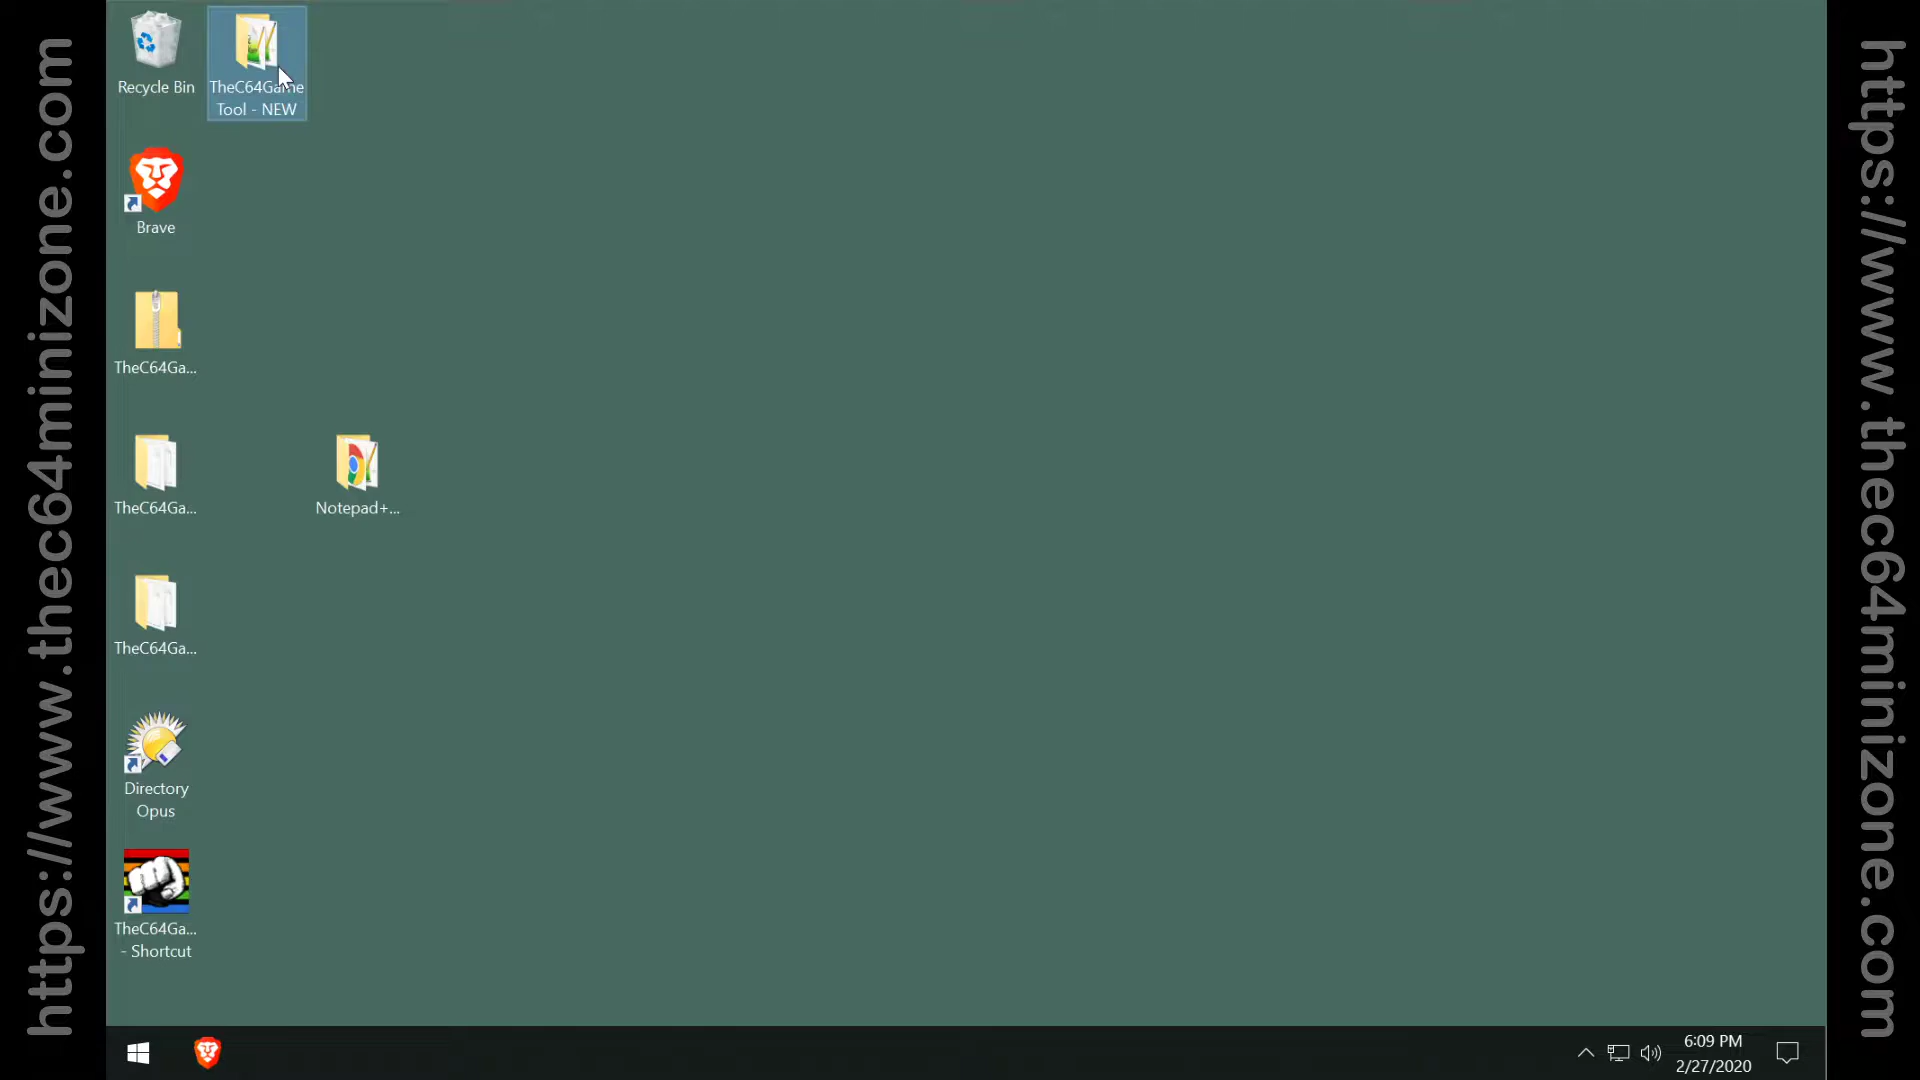 https://www.thec64minizone.com
Recycle Bin
TheC64Game
Tool - NEW
Brave
TheC64Ga...
TheC64Ga...
Notepad+...
TheC64Ga...
Directory
Opus
TheC64Ga...
- Shortcut
6:09 PM
2/27/2020
https://www.thec64minizone.com